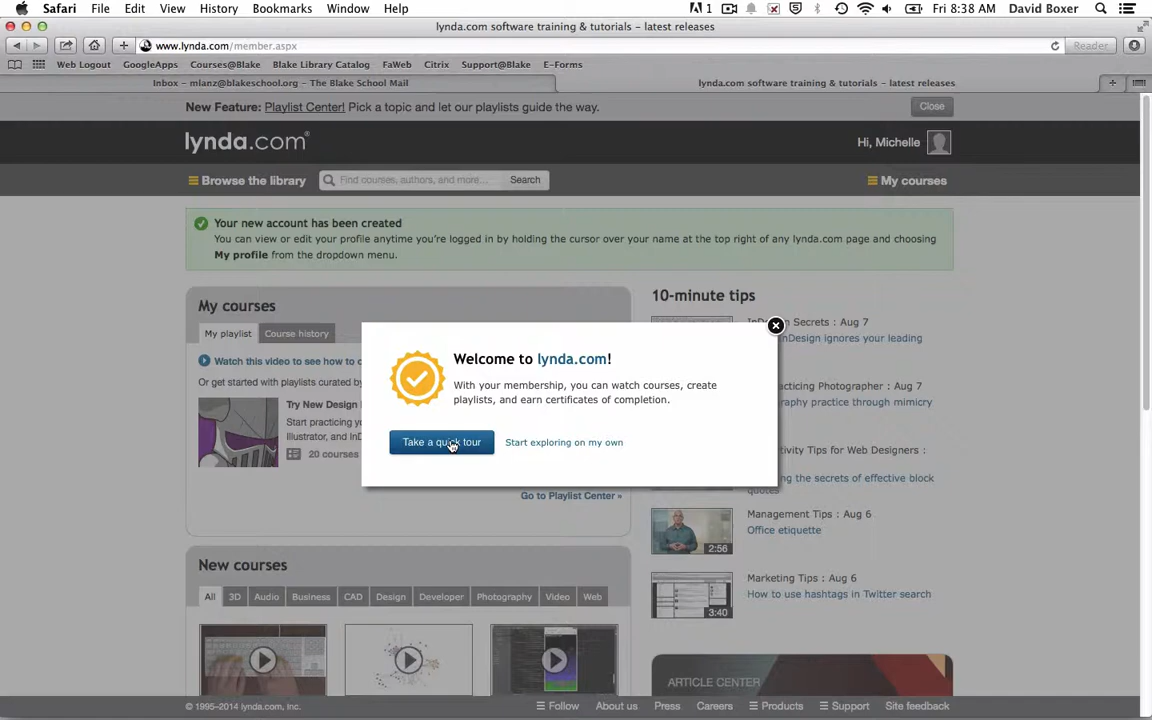 Safari File Edit View History Bookmarks Window Help 1 Fri 8:38 AM David Boxer
lynda.com software training & tutorials – latest releases
www.lynda.com/member.aspx Reader
Web Logout GoogleApps Courses@Blake Blake Library Catalog FaWeb Citrix Support@Blake E-Forms
Inbox – mlanz@blakeschool.org – The Blake School Mail lynda.com software training & tutorials – latest releases
New Feature: Playlist Center! Pick a topic and let our playlists guide the way. Close
lynda.com® Hi, Michelle
Browse the library Find courses, authors, and more... Search My courses
Your new account has been created
You can view or edit your profile anytime you're logged in by holding the cursor over your name at the top right of any lynda.com page and choosing
My profile from the dropdown menu.
My courses
My playlist Course history
Watch this video to see how to
Or get started with playlists curated by
Try New Design
Start practicing
Illustrator, and InD
20 courses
Go to Playlist Center »
Welcome to lynda.com!
With your membership, you can watch courses, create
playlists, and earn certificates of completion.
Take a quick tour Start exploring on my own
10-minute tips
InDesign Secrets : Aug 7
InDesign ignores your leading
Practicing Photographer : Aug 7
photography practice through mimicry
Tips for Web Designers :
the secrets of effective block
quotes
Management Tips : Aug 6
Office etiquette
2:56
Marketing Tips : Aug 6
How to use hashtags in Twitter search
3:40
New courses
All 3D Audio Business CAD Design Developer Photography Video Web
ARTICLE CENTER
© 1995–2014 lynda.com, Inc. Follow About us Press Careers Products Support Site feedback